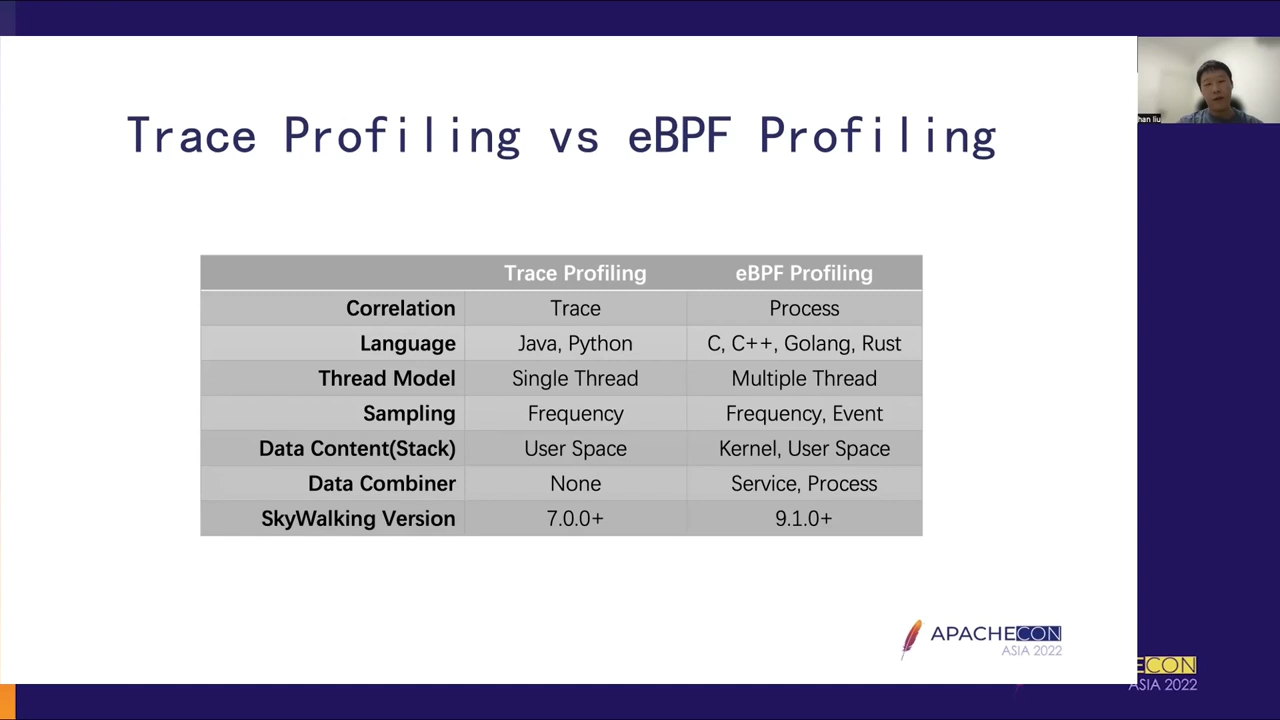 Trace Profiling vs eBPF Profiling
Trace Profiling eBPF Profiling
Correlation Trace Process
Language Java, Python C, C++, Golang, Rust
Thread Model Single Thread Multiple Thread
Sampling Frequency Frequency, Event
Data Content(Stack) User Space Kernel, User Space
Data Combiner None Service, Process
SkyWalking Version 7.0.0+ 9.1.0+
APACHECON
ASIA 2022
ECON
ASIA 2022
han liu